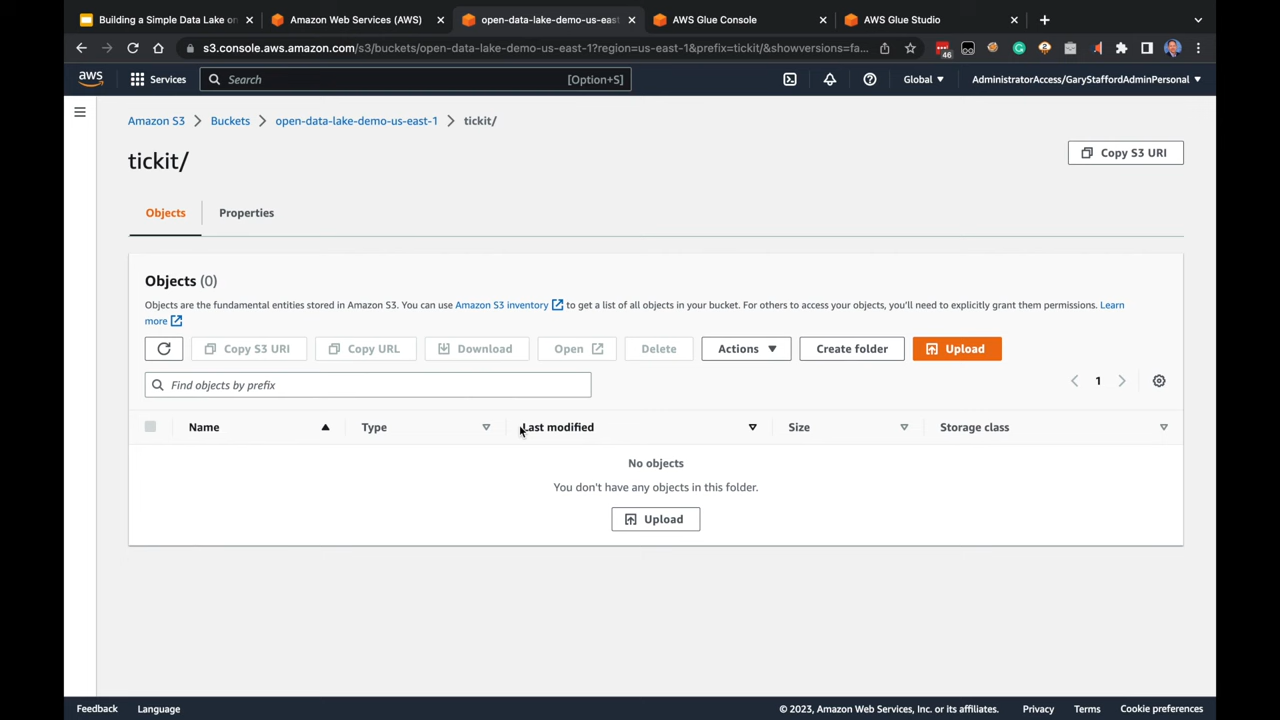 Building a Simple Data Lake on
Amazon Web Services (AWS)
open-data-lake-demo-us-east
AWS Glue Console
AWS Glue Studio
s3.console.aws.amazon.com/s3/buckets/open-data-lake-demo-us-east-1?region=us-east-1&prefix=tickit/&showversions=fa...
46
aws
Services
Search
[Option+S]
Global
AdministratorAccess/GaryStaffordAdminPersonal
Amazon S3
Buckets
open-data-lake-demo-us-east-1
tickit/
tickit/
Copy S3 URI
Objects
Properties
Objects (0)
Objects are the fundamental entities stored in Amazon S3. You can use Amazon S3 inventory to get a list of all objects in your bucket. For others to access your objects, you'll need to explicitly grant them permissions. Learn
more
Copy S3 URI
Copy URL
Download
Open
Delete
Actions
Create folder
Upload
Find objects by prefix
1
Name
Type
Last modified
Size
Storage class
No objects
You don't have any objects in this folder.
Upload
Feedback
Language
© 2023, Amazon Web Services, Inc. or its affiliates.
Privacy
Terms
Cookie preferences